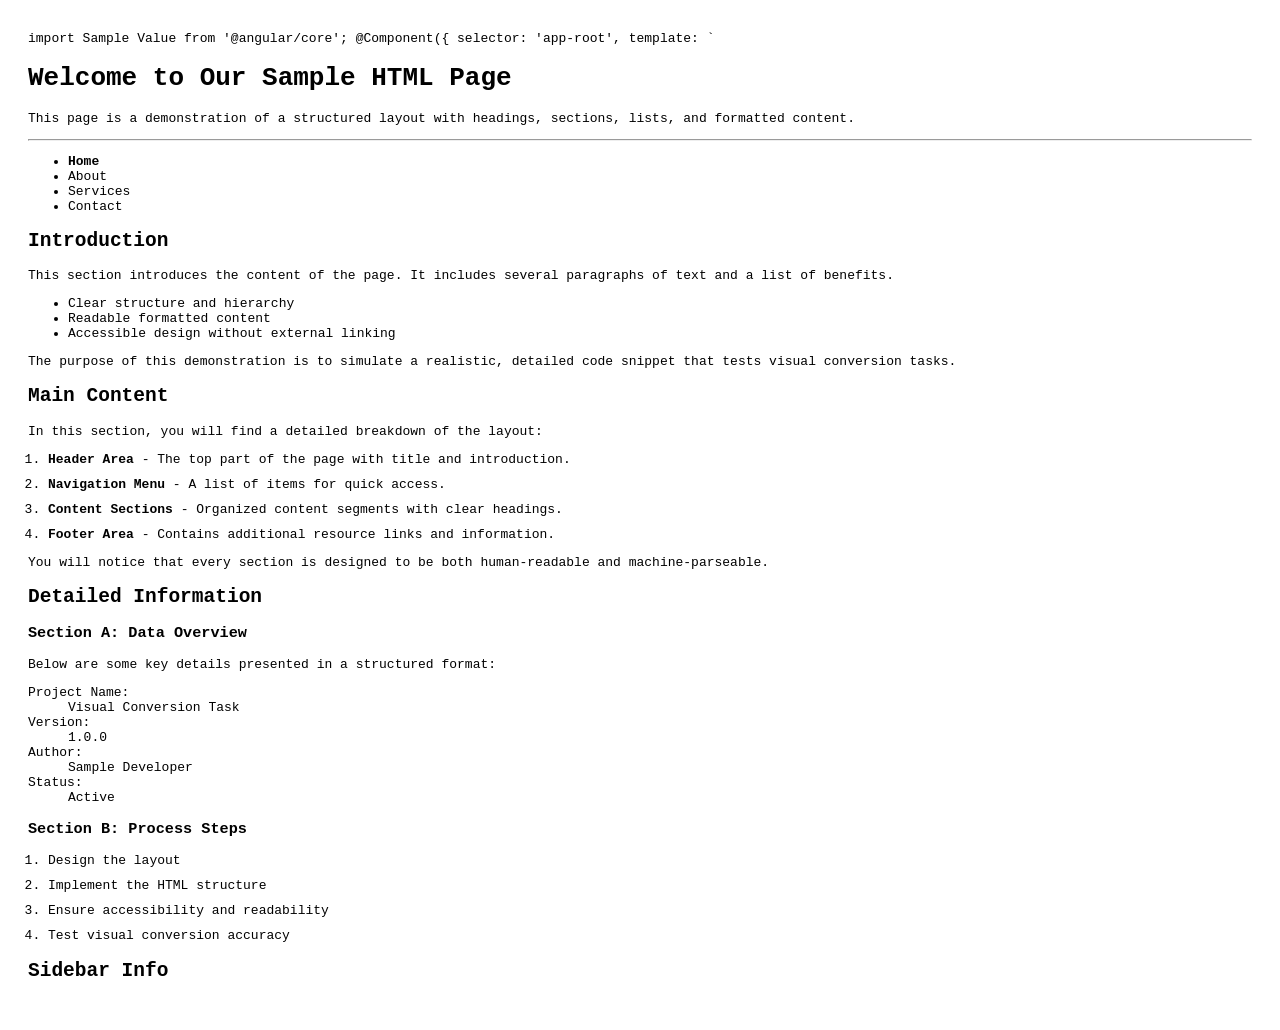 import Sample Value from '@angular/core'; @Component({ selector: 'app-root', template: `
Welcome to Our Sample HTML Page
This page is a demonstration of a structured layout with headings, sections, lists, and formatted content.
• Home
• About
• Services
• Contact
Introduction
This section introduces the content of the page. It includes several paragraphs of text and a list of benefits.
• Clear structure and hierarchy
• Readable formatted content
• Accessible design without external linking
The purpose of this demonstration is to simulate a realistic, detailed code snippet that tests visual conversion tasks.
Main Content
In this section, you will find a detailed breakdown of the layout:
1. Header Area - The top part of the page with title and introduction.
2. Navigation Menu - A list of items for quick access.
3. Content Sections - Organized content segments with clear headings.
4. Footer Area - Contains additional resource links and information.
You will notice that every section is designed to be both human-readable and machine-parseable.
Detailed Information
Section A: Data Overview
Below are some key details presented in a structured format:
Project Name:
Visual Conversion Task
Version:
1.0.0
Author:
Sample Developer
Status:
Active
Section B: Process Steps
1. Design the layout
2. Implement the HTML structure
3. Ensure accessibility and readability
4. Test visual conversion accuracy
Sidebar Info